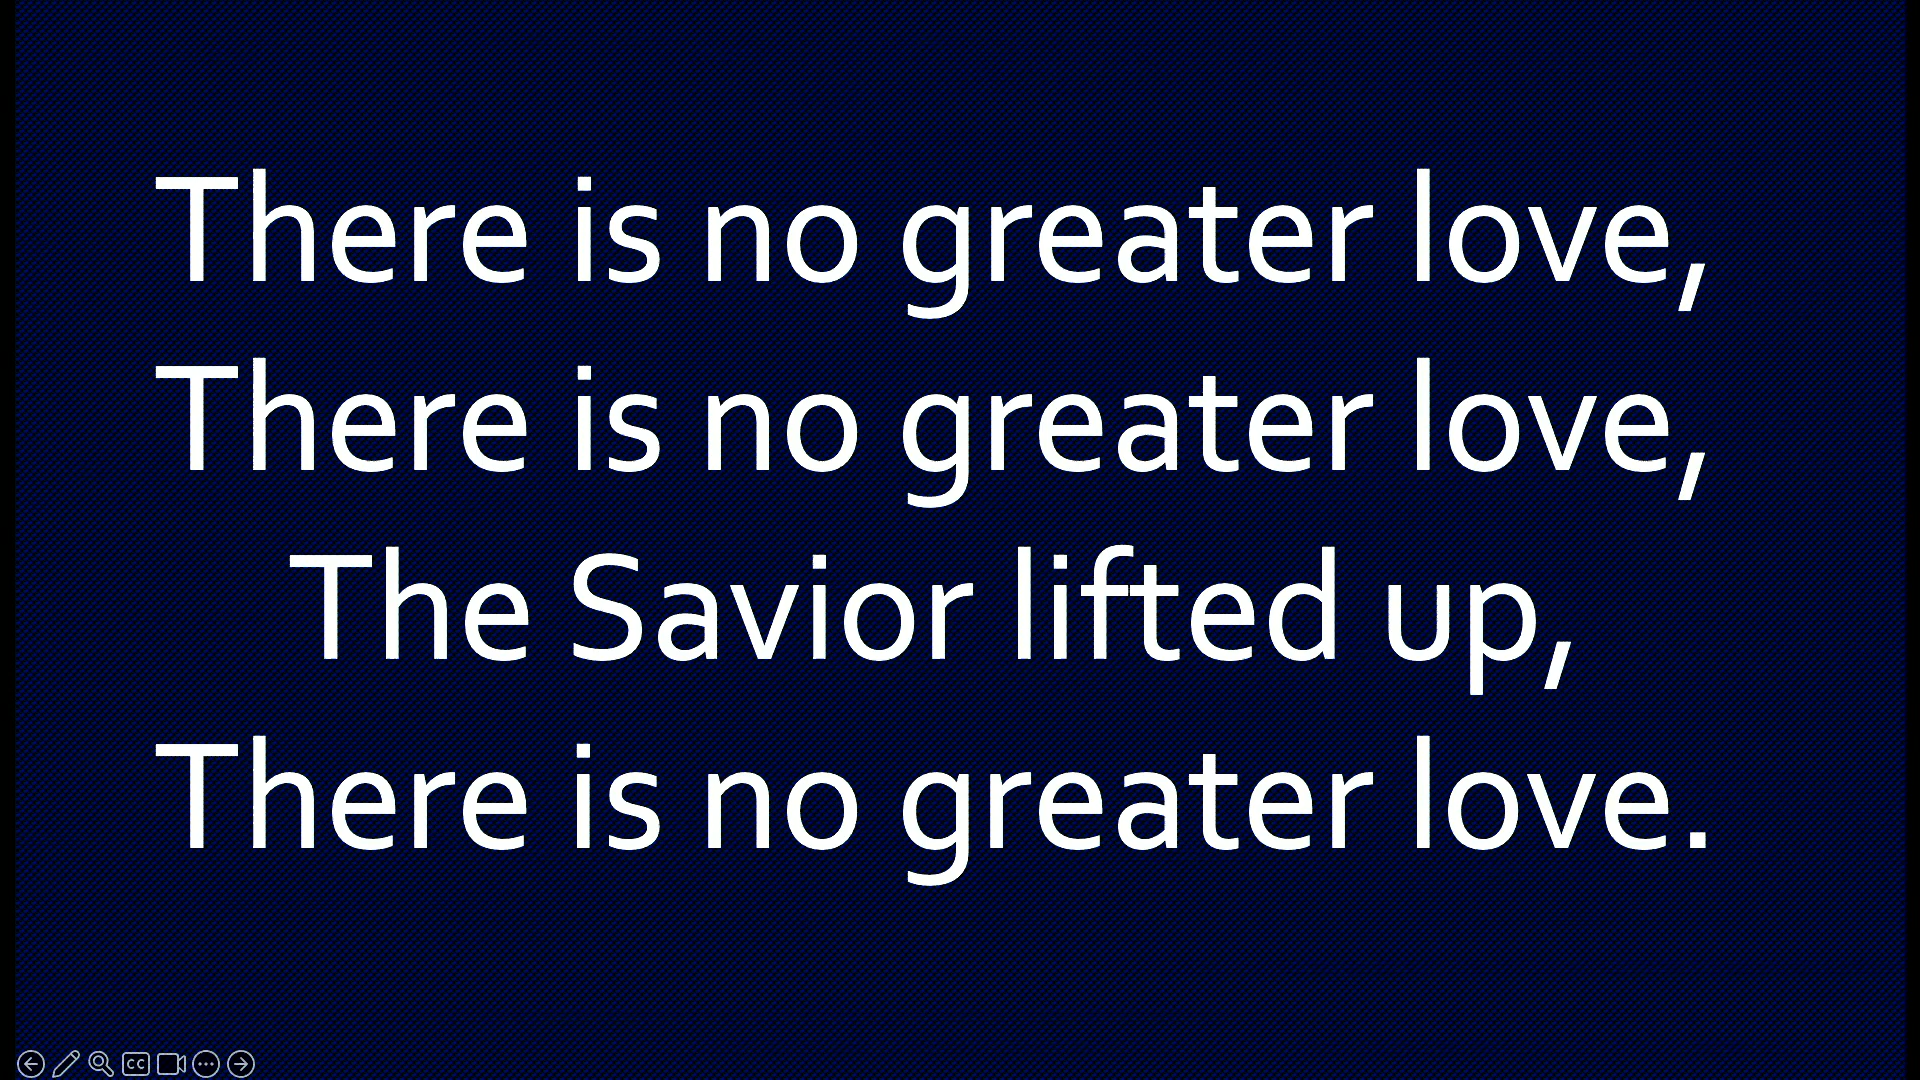 There is no greater love,
There is no greater love,
The Savior lifted up,
There is no greater love.
CC